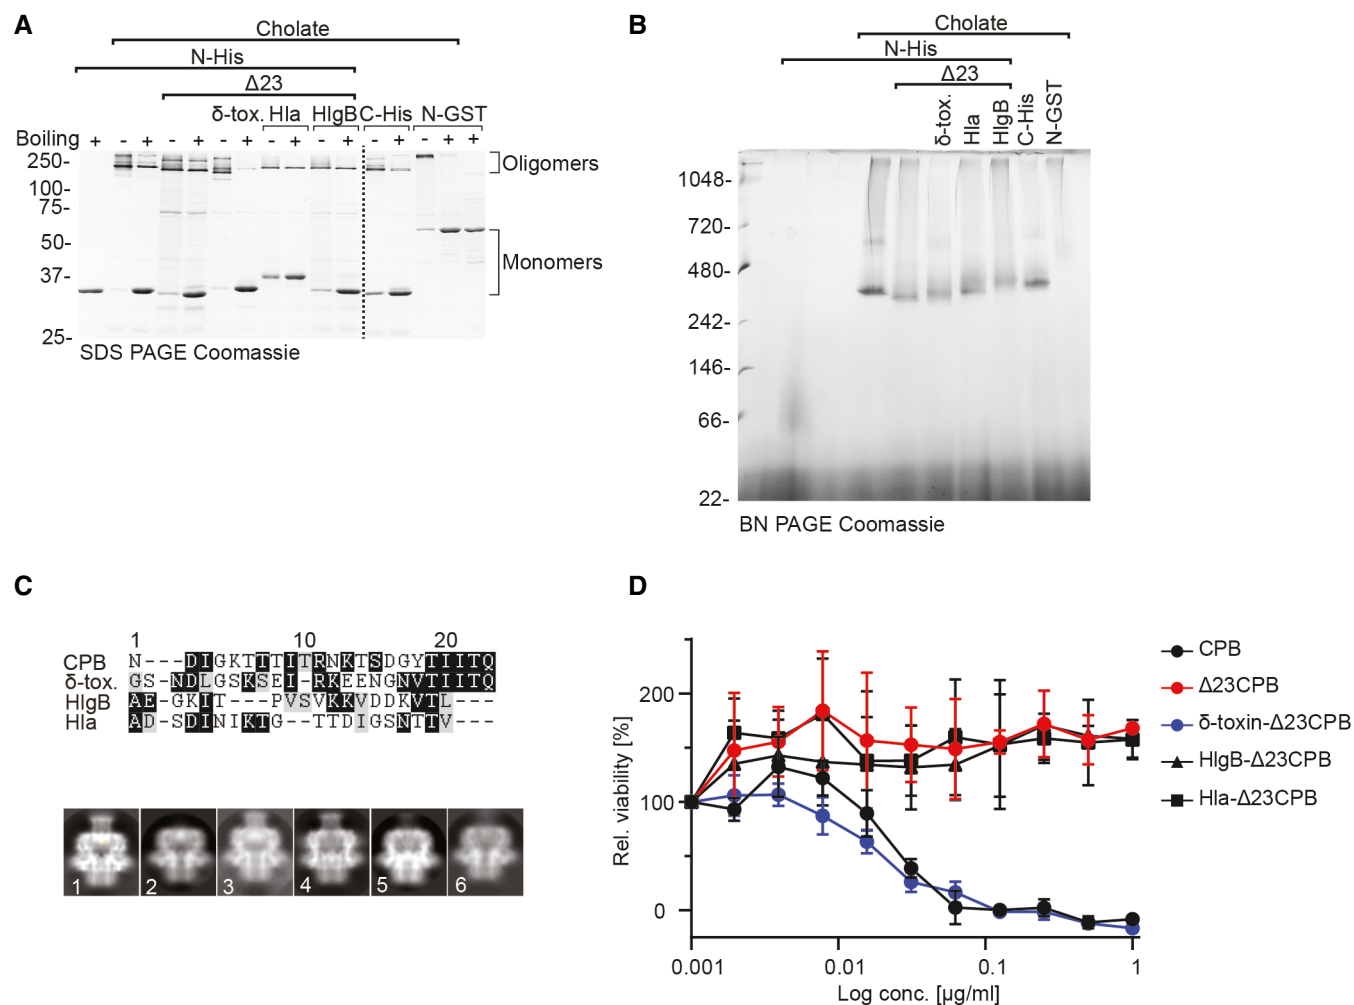 A
Cholate
N-His
Δ23
δ-tox. Hla HlgB C-His N-GST
Boiling + - + - + - + - + - + - + - + +
250-
100-
75-
50-
37-
25-
Oligomers
Monomers
SDS PAGE Coomassie
B
Cholate
N-His
Δ23
δ-tox.
Hla
HlgB
C-His
N-GST
1048-
720-
480-
242-
146-
66-
22-
BN PAGE Coomassie
C
1 10 20
CPB N---DIGKTTTITRNKTSDGYTIITQ
δ-tox. GS-NDLGSKSEI-RKEENGNVTIITQ
HlgB AE-GKIT---PVSVKKVDDKVTL---
Hla AD-SDINIKTG--TTDIGSNTTV---
1 2 3 4 5 6
D
Rel. viability [%]
200
100
0
0.001 0.01 0.1 1
Log conc. [µg/ml]
CPB
Δ23CPB
δ-toxin-Δ23CPB
HlgB-Δ23CPB
Hla-Δ23CPB